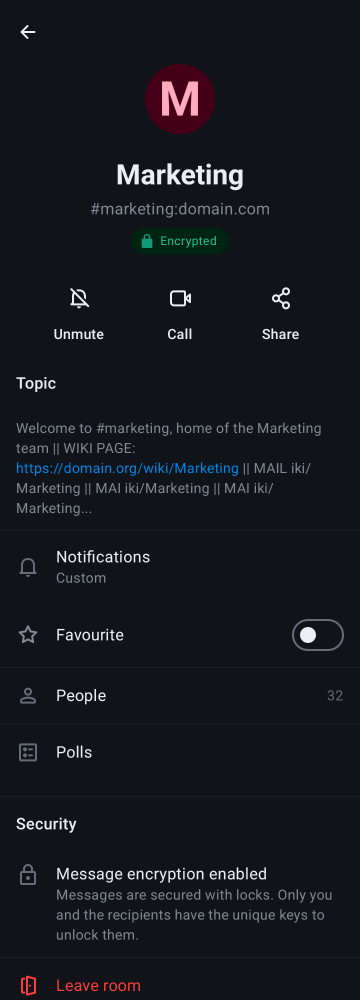 M
Marketing
#marketing:domain.com
Encrypted
Unmute
Call
Share
Topic
Welcome to #marketing, home of the Marketing
team || WIKI PAGE:
https://domain.org/wiki/Marketing || MAIL iki/
Marketing || MAI iki/Marketing || MAI iki/
Marketing...
Notifications
Custom
Favourite
People 32
Polls
Security
Message encryption enabled
Messages are secured with locks. Only you
and the recipients have the unique keys to
unlock them.
Leave room